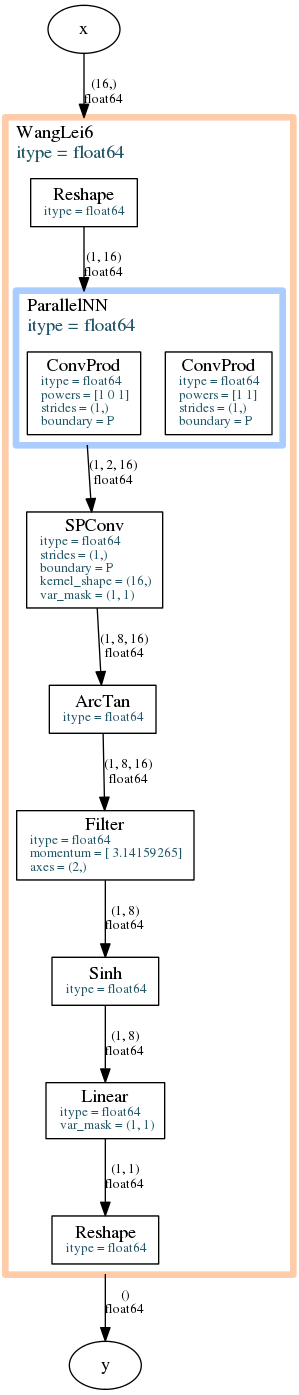 x
(16,)
float64
WangLei6
itype = float64
Reshape
itype = float64
(1, 16)
float64
ParallelNN
itype = float64
ConvProd
itype = float64
powers = [1 0 1]
strides = (1,)
boundary = P
ConvProd
itype = float64
powers = [1 1]
strides = (1,)
boundary = P
(1, 2, 16)
float64
SPConv
itype = float64
strides = (1,)
boundary = P
kernel_shape = (16,)
var_mask = (1, 1)
(1, 8, 16)
float64
ArcTan
itype = float64
(1, 8, 16)
float64
Filter
itype = float64
momentum = [ 3.14159265]
axes = (2,)
(1, 8)
float64
Sinh
itype = float64
(1, 8)
float64
Linear
itype = float64
var_mask = (1, 1)
(1, 1)
float64
Reshape
itype = float64
()
float64
y